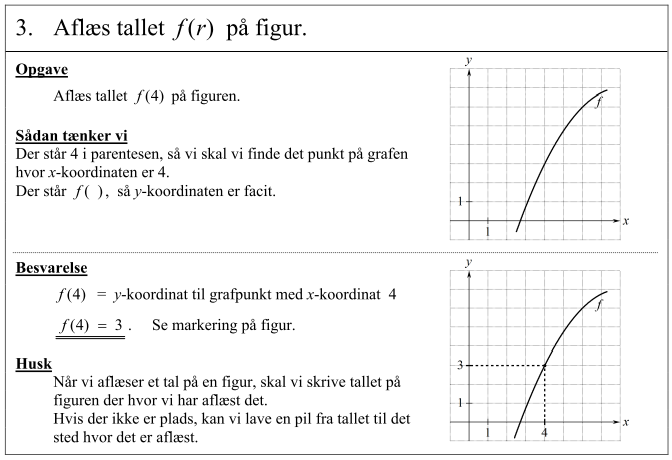 3. Aflæs tallet f(r) på figur.
Opgave
Aflæs tallet f(4) på figuren.
Sådan tænker vi
Der står 4 i parentesen, så vi skal vi finde det punkt på grafen
hvor x-koordinaten er 4.
Der står f( ), så y-koordinaten er facit.
y
f
1
x
1
Besvarelse
f(4) = y-koordinat til grafpunkt med x-koordinat 4
f(4) = 3. Se markering på figur.
Husk
Når vi aflæser et tal på en figur, skal vi skrive tallet på
figuren der hvor vi har aflæst det.
Hvis der ikke er plads, kan vi lave en pil fra tallet til det
sted hvor det er aflæst.
y
f
3
1
x
1 4